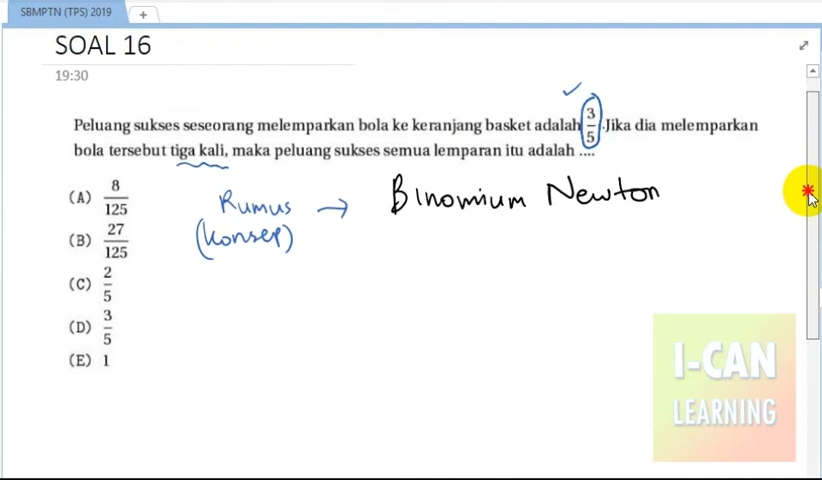 SBMPTN (TPS) 2019
+
SOAL 16
19:30
Peluang sukses seseorang melemparkan bola ke keranjang basket adalah 3/5. Jika dia melemparkan
bola tersebut tiga kali, maka peluang sukses semua lemparan itu adalah ....
(A) 8/125
(B) 27/125
(C) 2/5
(D) 3/5
(E) 1
Rumus → Binomium Newton
(Konsep)
I-CAN
LEARNING